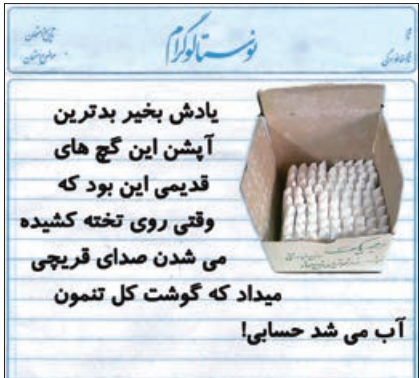 نوستالوگرام
یادش بخیر بدترین
آپشن این گچ های
قدیمی این بود که
وقتی روی تخته کشیده
می شدن صدای قریچی
میداد که گوشت کل تنمون
آب می شد حسابی!